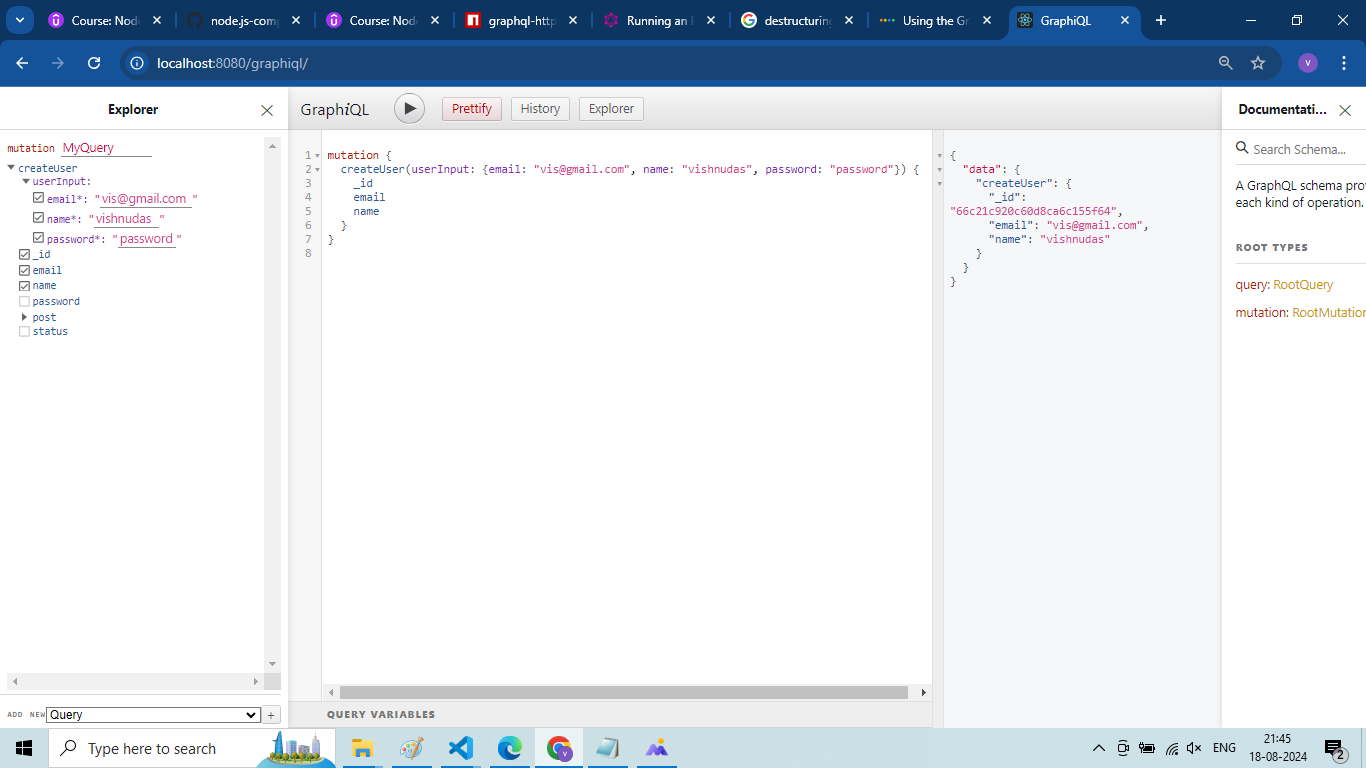 Course: Node
node.js-comp
Course: Node
graphql-http
Running an E
destructuring
Using the Gr
GraphiQL
localhost:8080/graphiql/
V
Explorer
mutation MyQuery
createUser
userInput:
email*: "vis@gmail.com "
name*: "vishnudas "
password*: "password"
_id
email
name
password
post
status
ADD NEW Query +
GraphiQL Prettify History Explorer
1 mutation {
2 createUser(userInput: {email: "vis@gmail.com", name: "vishnudas", password: "password"}) {
3 _id
4 email
5 name
6 }
7 }
8
QUERY VARIABLES
{
"data": {
"createUser": {
"_id":
"66c21c920c60d8ca6c155f64",
"email": "vis@gmail.com",
"name": "vishnudas"
}
}
}
Documentati...
Search Schema...
A GraphQL schema prov
each kind of operation.
ROOT TYPES
query: RootQuery
mutation: RootMutation
Type here to search
ENG
21:45
18-08-2024
2